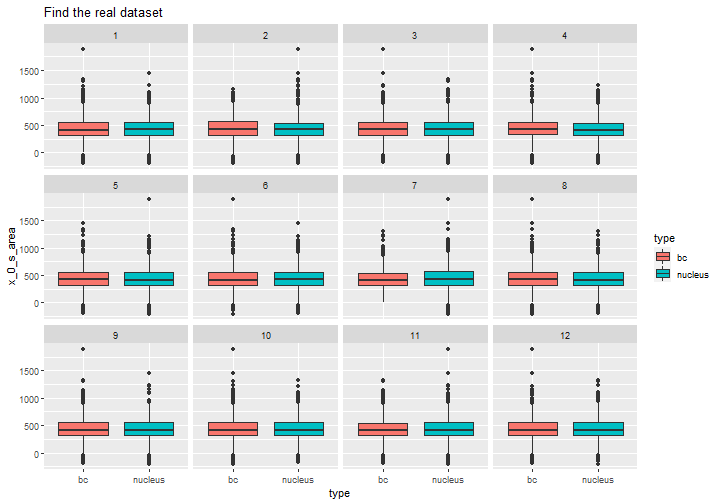 Find the real dataset
1 2 3 4
1500
1000
500
0
5 6 7 8
1500
1000
500
0
9 10 11 12
1500
1000
500
0
bc nucleus bc nucleus bc nucleus bc nucleus
type
x_0_s_area
type
bc
nucleus